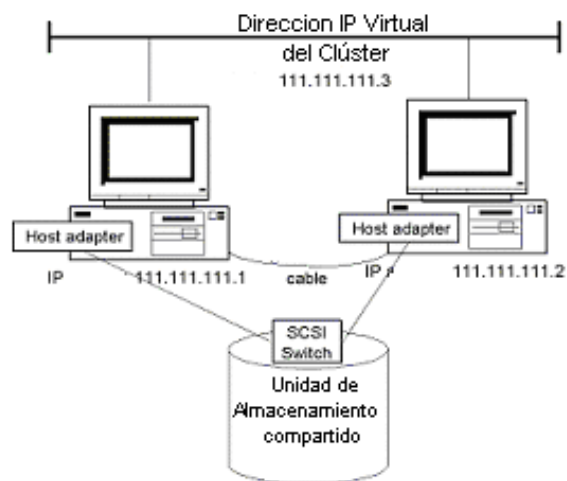 Direccion IP Virtual
del Clúster
111.111.111.3
Host adapter
Host adapter
IP
111.111.111.1
cable
IP
111.111.111.2
SCSI
Switch
Unidad de
Almacenamiento
compartido